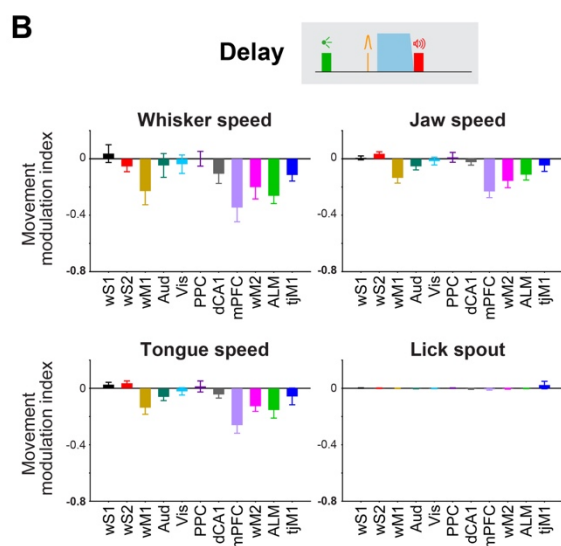 B
Delay
Whisker speed
Movement modulation index
0
-0.4
-0.8
wS1 wS2 wM1 Aud Vis PPC dCA1 mPFC wM2 ALM tjM1
Jaw speed
0
-0.4
-0.8
wS1 wS2 wM1 Aud Vis PPC dCA1 mPFC wM2 ALM tjM1
Tongue speed
Movement modulation index
0
-0.4
-0.8
wS1 wS2 wM1 Aud Vis PPC dCA1 mPFC wM2 ALM tjM1
Lick spout
0
-0.4
-0.8
wS1 wS2 wM1 Aud Vis PPC dCA1 mPFC wM2 ALM tjM1